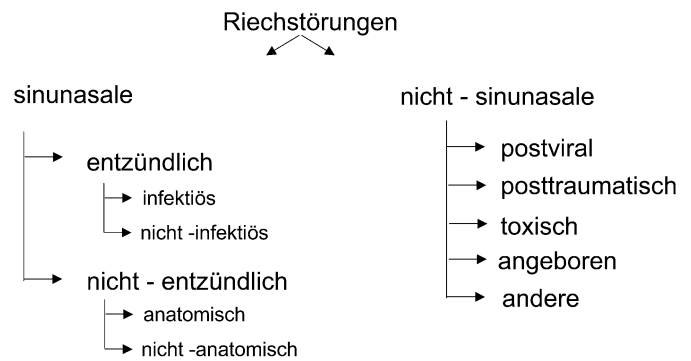 Riechstörungen
sinunasale
entzündlich
infektiös
nicht -infektiös
nicht - entzündlich
anatomisch
nicht -anatomisch
nicht - sinunasale
postviral
posttraumatisch
toxisch
angeboren
andere